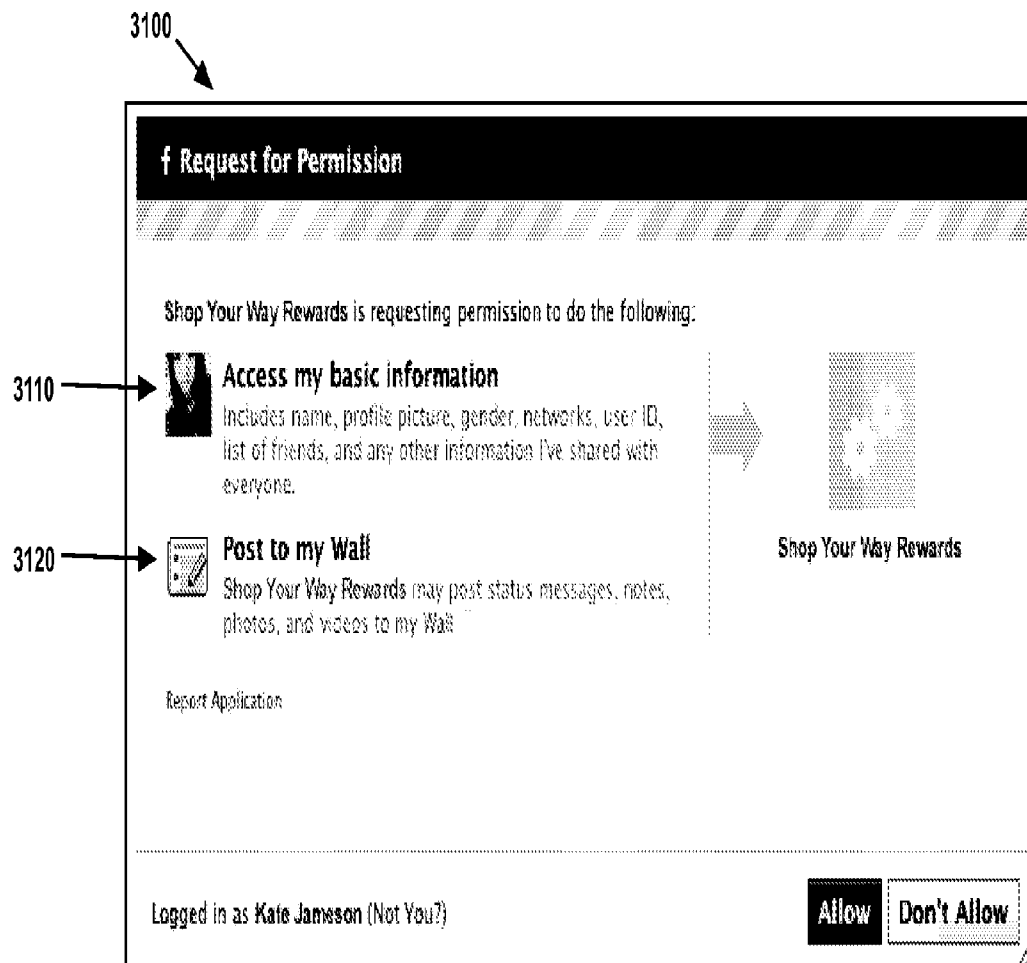 3100
f Request for Permission
Shop Your Way Rewards is requesting permission to do the following:
3110
Access my basic information
Includes name, profile picture, gender, networks, user ID,
list of friends, and any other information I've shared with
everyone.
3120
Post to my Wall
Shop Your Way Rewards may post status messages, notes,
photos, and videos to my Wall
Shop Your Way Rewards
Report Application
Logged in as Kate Jameson (Not You?)
Allow
Don't Allow